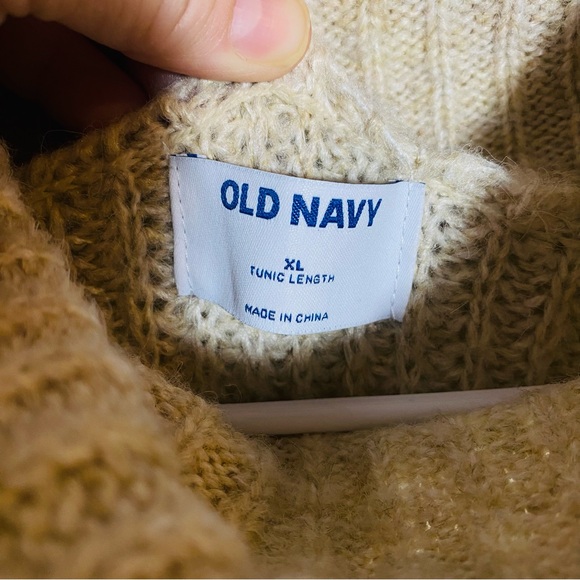 OLD NAVY
XL
TUNIC LENGTH
MADE IN CHINA